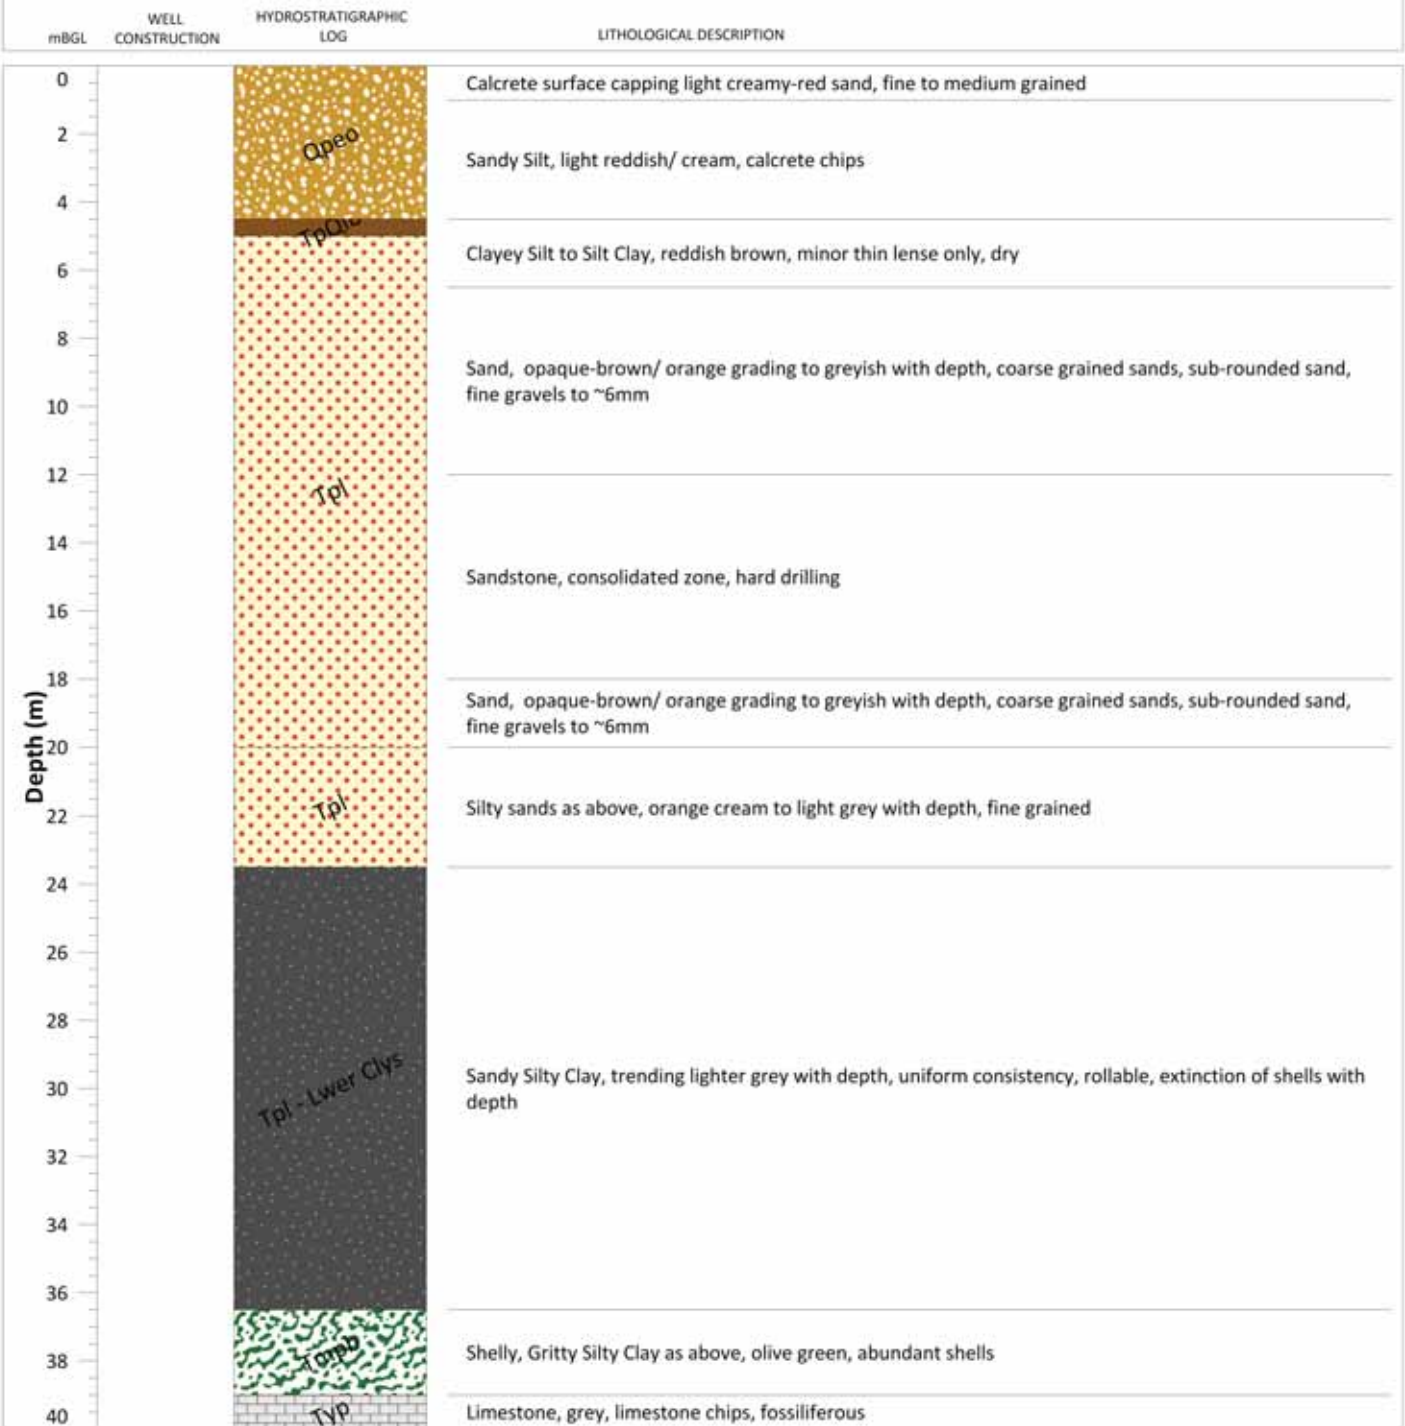 mBGL
WELL
CONSTRUCTION
HYDROSTRATIGRAPHIC
LOG
LITHOLOGICAL DESCRIPTION
Depth (m)
0
Calcrete surface capping light creamy-red sand, fine to medium grained
2
Qpeo
Sandy Silt, light reddish/ cream, calcrete chips
4
Clayey Silt to Silt Clay, reddish brown, minor thin lense only, dry
6
8
Sand, opaque-brown/ orange grading to greyish with depth, coarse grained sands, sub-rounded sand,
fine gravels to ~6mm
10
12
Tpl
14
Sandstone, consolidated zone, hard drilling
16
18
Sand, opaque-brown/ orange grading to greyish with depth, coarse grained sands, sub-rounded sand,
fine gravels to ~6mm
20
Tpl
Silty sands as above, orange cream to light grey with depth, fine grained
22
24
26
28
Tpl - Lwer Clys
Sandy Silty Clay, trending lighter grey with depth, uniform consistency, rollable, extinction of shells with
depth
30
32
34
36
Tmpb
Shelly, Gritty Silty Clay as above, olive green, abundant shells
38
Typ
Limestone, grey, limestone chips, fossiliferous
40